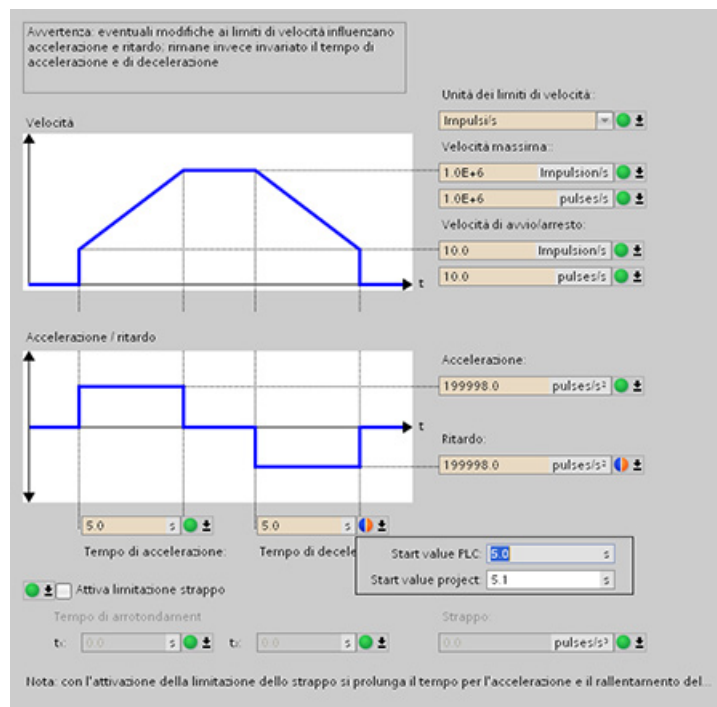 Avvertenza: eventuali modifiche ai limiti di velocità influenzano
accelerazione e ritardo; rimane invece invariato il tempo di
accelerazione e di decelerazione
Unità dei limiti di velocità:
Impulsi/s
Velocità
Velocità massima:
1.0E+6 Impulsion/s
1.0E+6 pulses/s
Velocità di avvio/arresto:
10.0 Impulsion/s
10.0 pulses/s
t
Accelerazione / ritardo
Accelerazione:
199998.0 pulses/s²
t
Ritardo:
199998.0 pulses/s²
5.0 s 5.0 s
Tempo di accelerazione: Tempo di decele
Start value PLC: 5.0 s
Start value project: 5.1 s
Attiva limitazione strappo
Tempo di arrotondament Strappo:
t₁: 0.0 s t₂: 0.0 s 0.0 pulses/s³
Nota: con l'attivazione della limitazione dello strappo si prolunga il tempo per l'accelerazione e il rallentamento del...